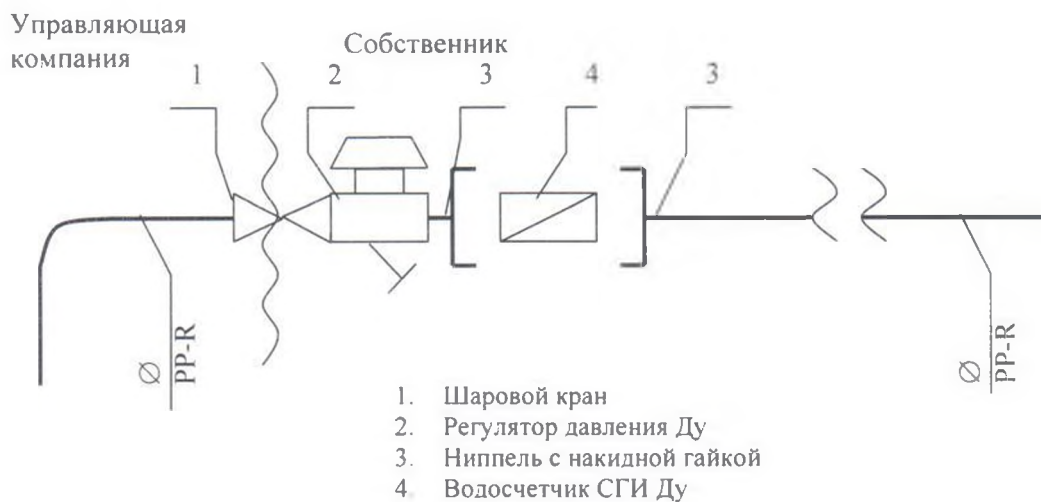 Управляющая
компания
Собственник
1 2 3 4 3
Ø PP-R
Ø PP-R
1. Шаровой кран
2. Регулятор давления Ду
3. Ниппель с накидной гайкой
4. Водосчетчик СГИ Ду